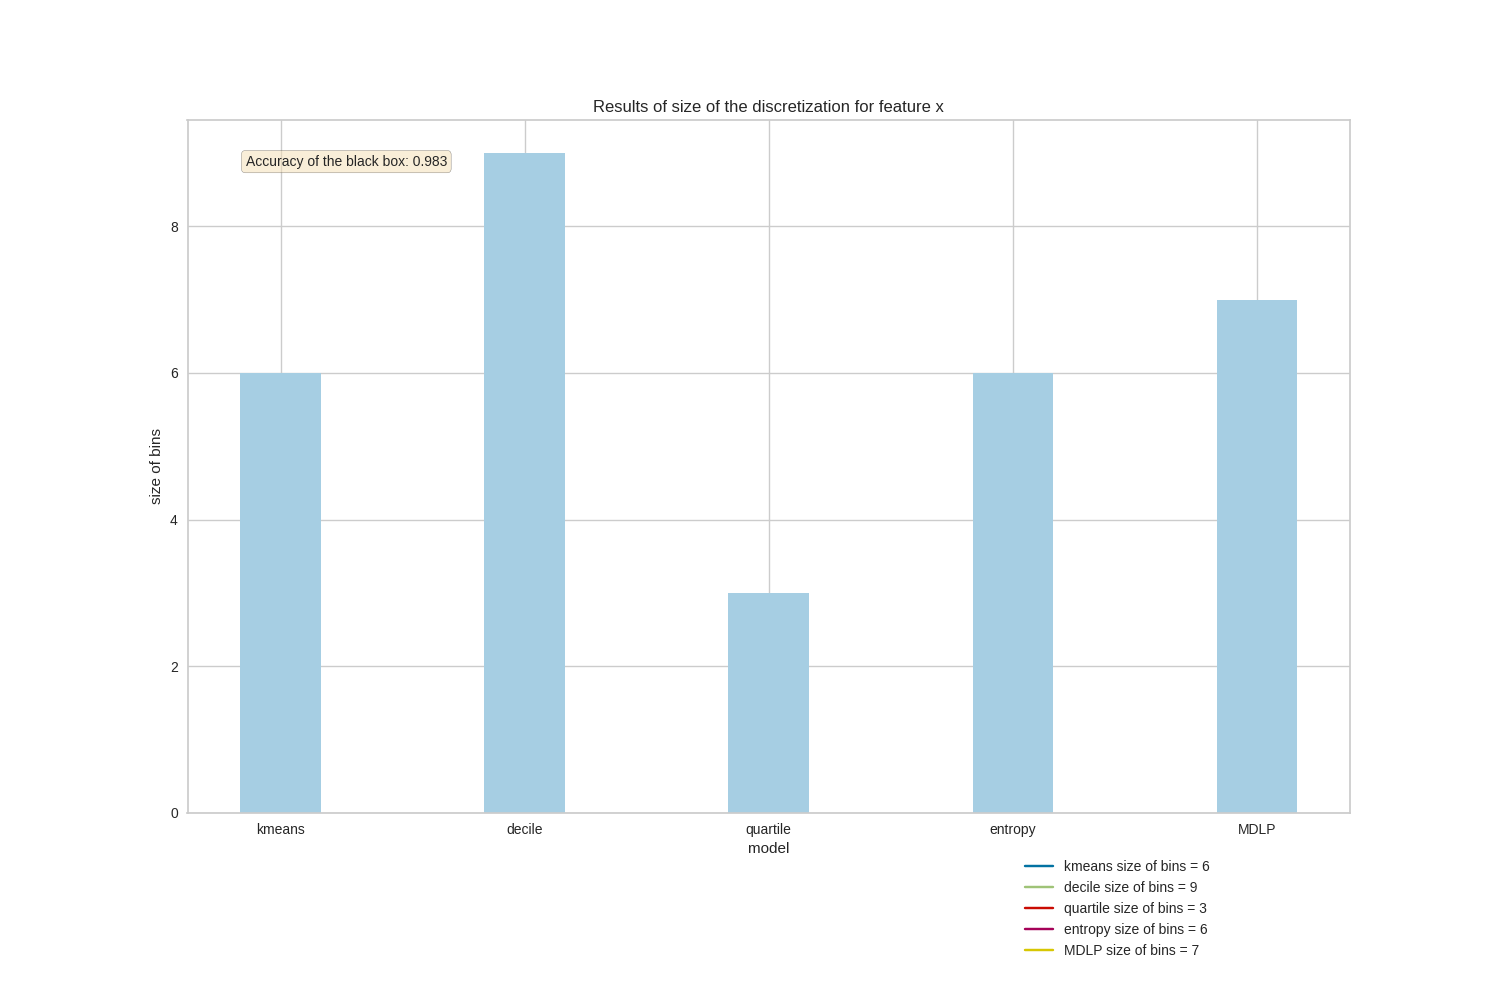 Results of size of the discretization for feature x
Accuracy of the black box: 0.983
8
6
4
2
0
size of bins
kmeans decile quartile entropy MDLP
model
kmeans size of bins = 6
decile size of bins = 9
quartile size of bins = 3
entropy size of bins = 6
MDLP size of bins = 7